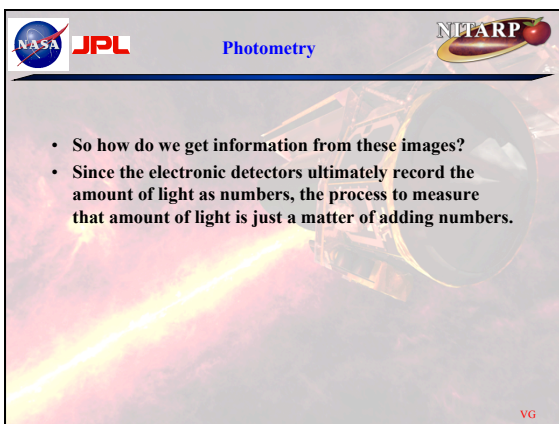 NASA JPL Photometry NITARP
• So how do we get information from these images?
• Since the electronic detectors ultimately record the
amount of light as numbers, the process to measure
that amount of light is just a matter of adding numbers.
VG